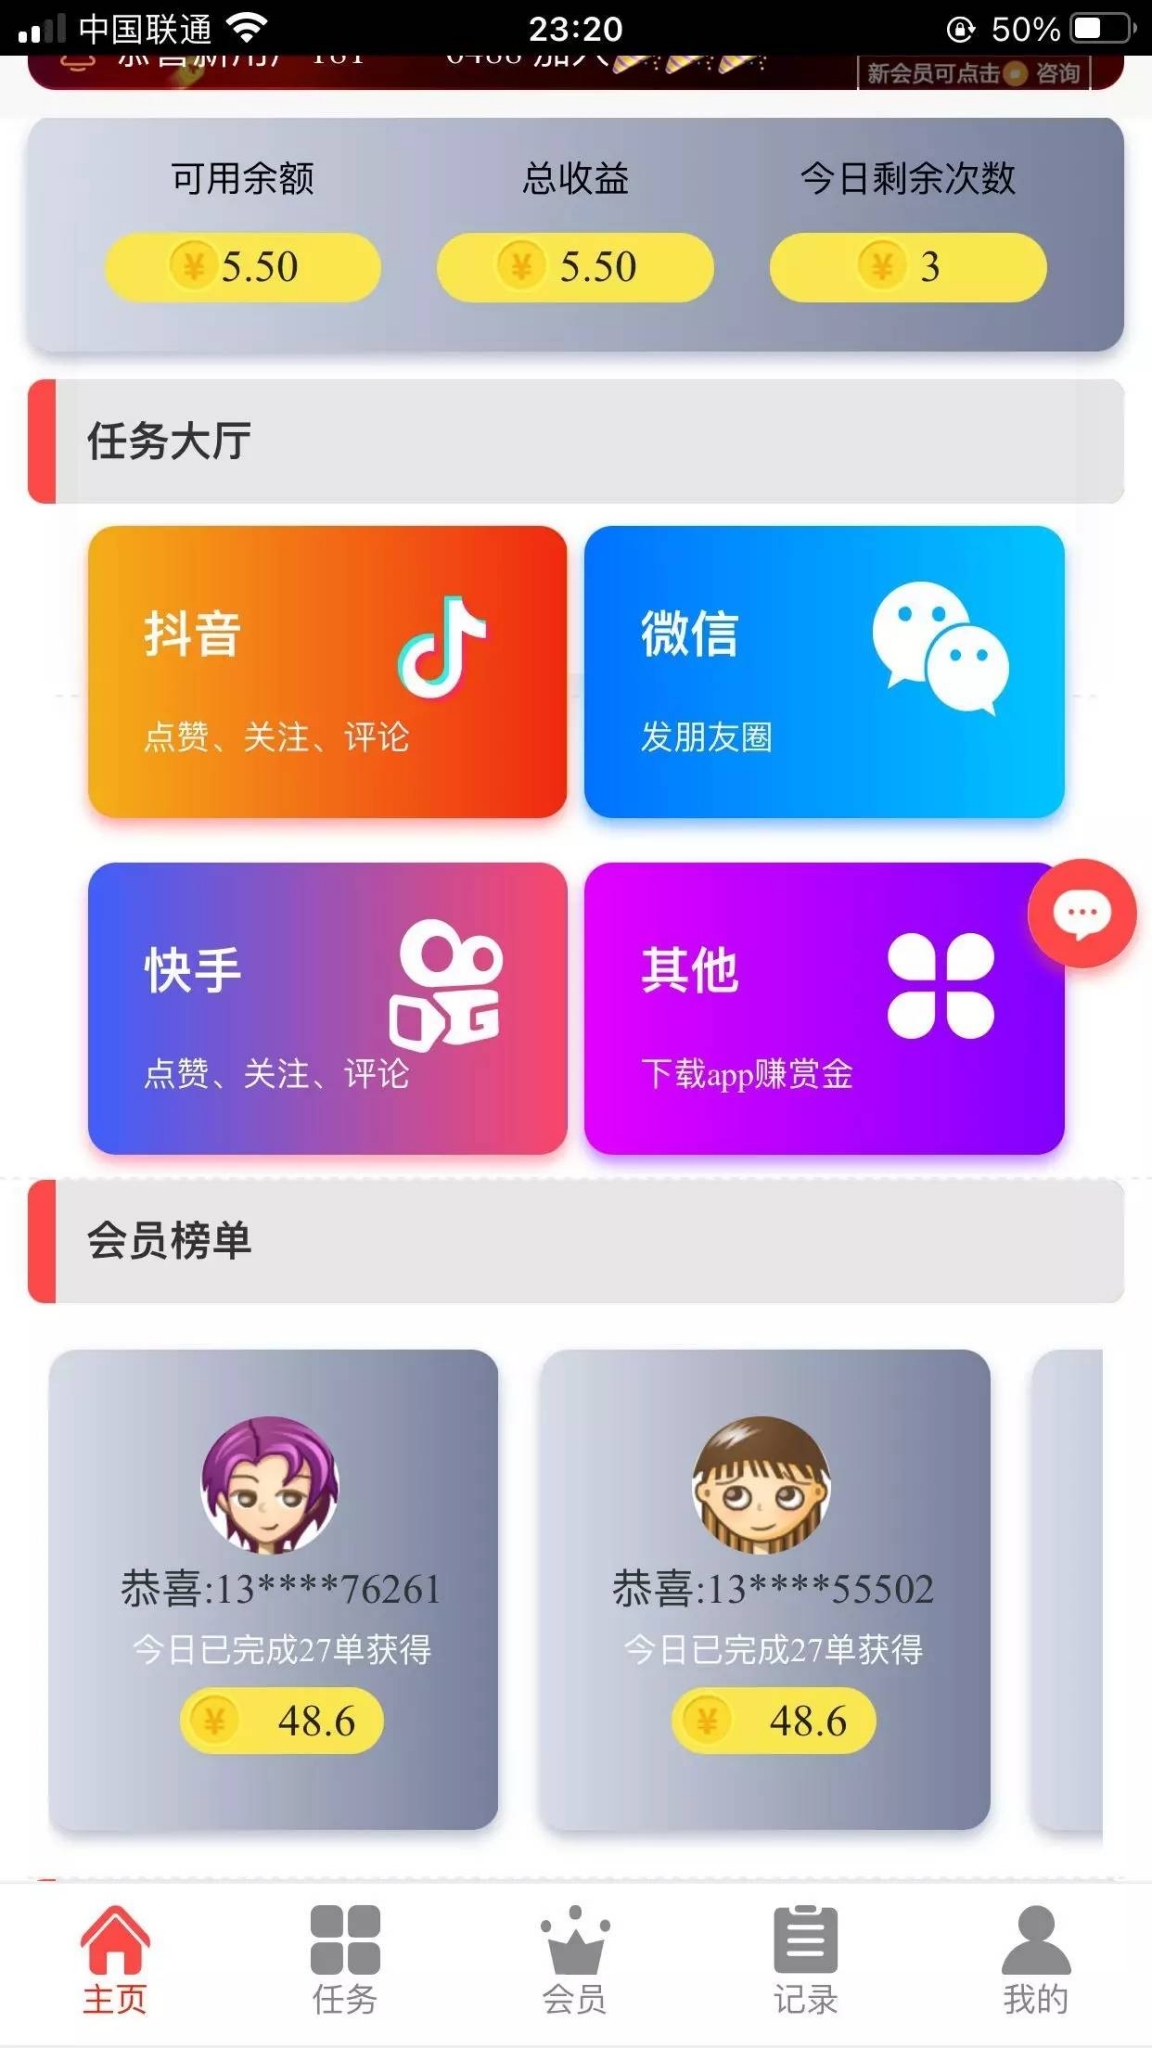 中国联通
23:20
50%
181 6488 加入
新会员可点击 咨询
可用余额
总收益
今日剩余次数
¥ 5.50
¥ 5.50
¥ 3
任务大厅
抖音
点赞、关注、评论
微信
发朋友圈
快手
点赞、关注、评论
其他
下载app赚赏金
会员榜单
恭喜:13****76261
今日已完成27单获得
¥ 48.6
恭喜:13****55502
今日已完成27单获得
¥ 48.6
主页
任务
会员
记录
我的